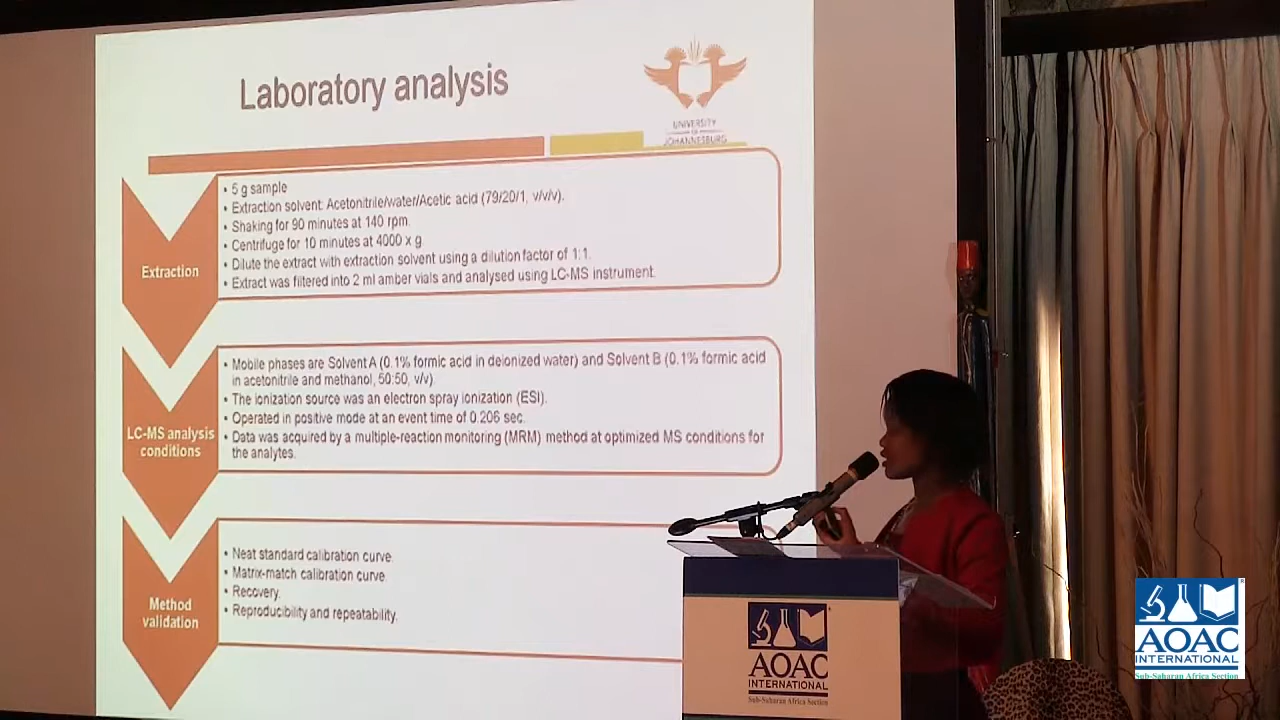 Laboratory analysis
UNIVERSITY
OF
JOHANNESBURG
Extraction
• 5 g sample
• Extraction solvent: Acetonitrile/water/Acetic acid (79/20/1, v/v/v).
• Shaking for 90 minutes at 140 rpm.
• Centrifuge for 10 minutes at 4000 x g
• Dilute the extract with extraction solvent using a dilution factor of 1:1.
• Extract was filtered into 2 ml amber vials and analysed using LC-MS instrument.
LC-MS analysis
conditions
• Mobile phases are Solvent A (0.1% formic acid in deionized water) and Solvent B (0.1% formic acid
in acetonitrile and methanol, 50:50, v/v).
• The ionization source was an electron spray ionization (ESI).
• Operated in positive mode at an event time of 0.206 sec.
• Data was acquired by a multiple-reaction monitoring (MRM) method at optimized MS conditions for
the analytes.
Method
validation
• Neat standard calibration curve.
• Matrix-match calibration curve.
• Recovery.
• Reproducibility and repeatability.
AOAC
INTERNATIONAL
Sub-Saharan Africa Section
AOAC
INTERNATIONAL
Sub-Saharan Africa Section